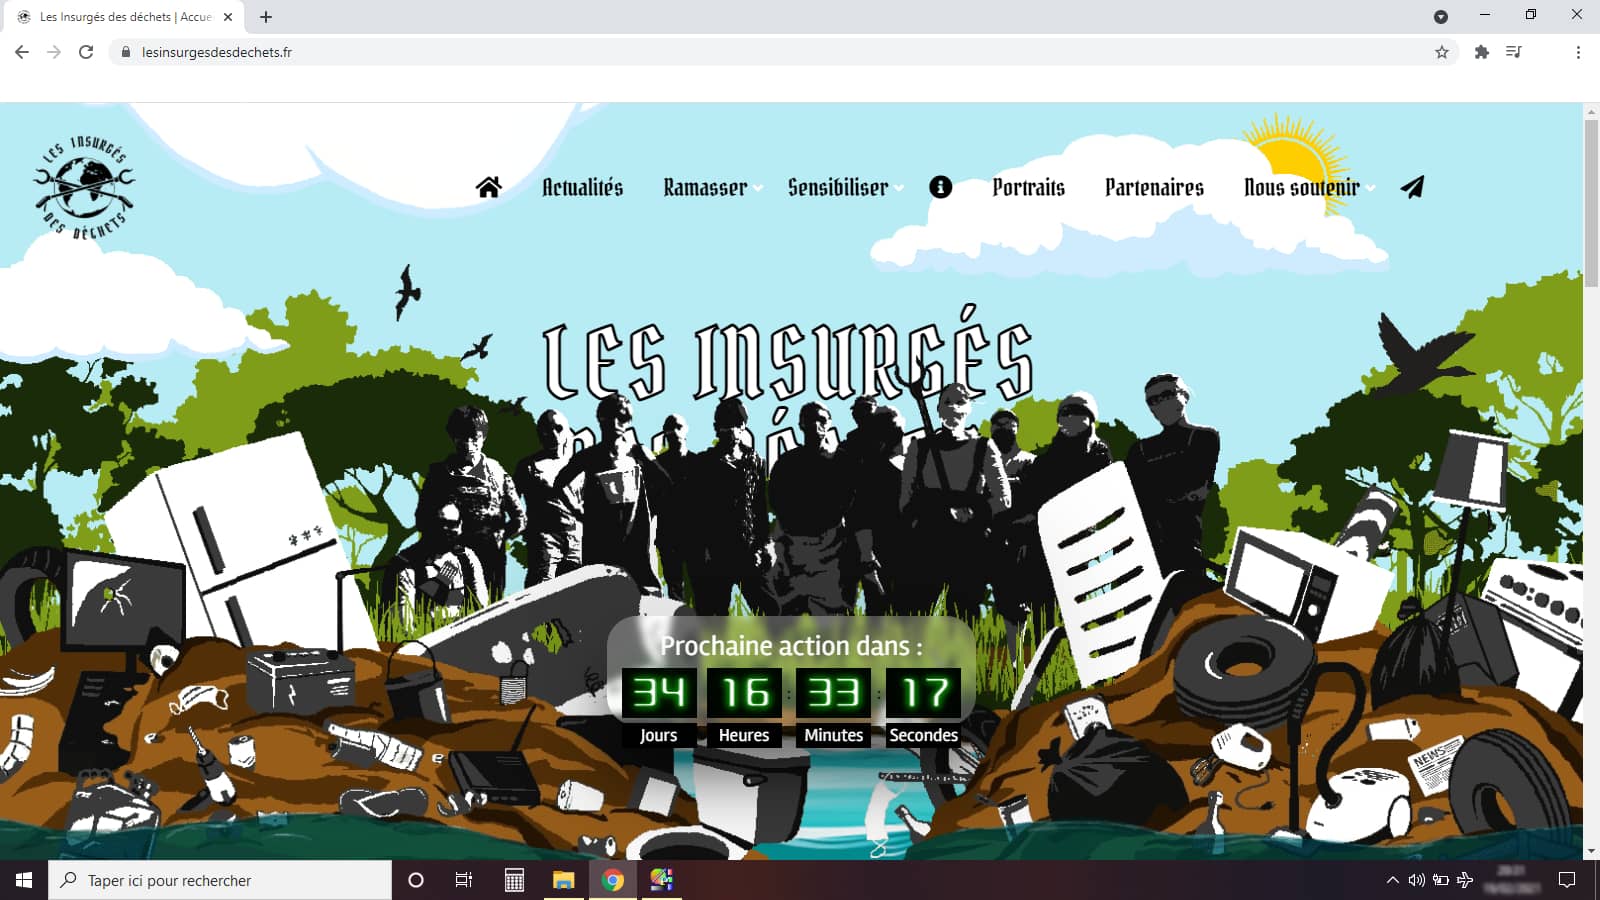 Les Insurgés des déchets | Accue
lesinsurgesdesdechets.fr
LES INSURGÉS
DES DÉCHETS
Actualités
Ramasser
Sensibiliser
Portraits
Partenaires
Nous soutenir
LES INSURGÉS
Prochaine action dans :
34 16 : 33 : 17
Jours Heures Minutes Secondes
NEWS
Taper ici pour rechercher